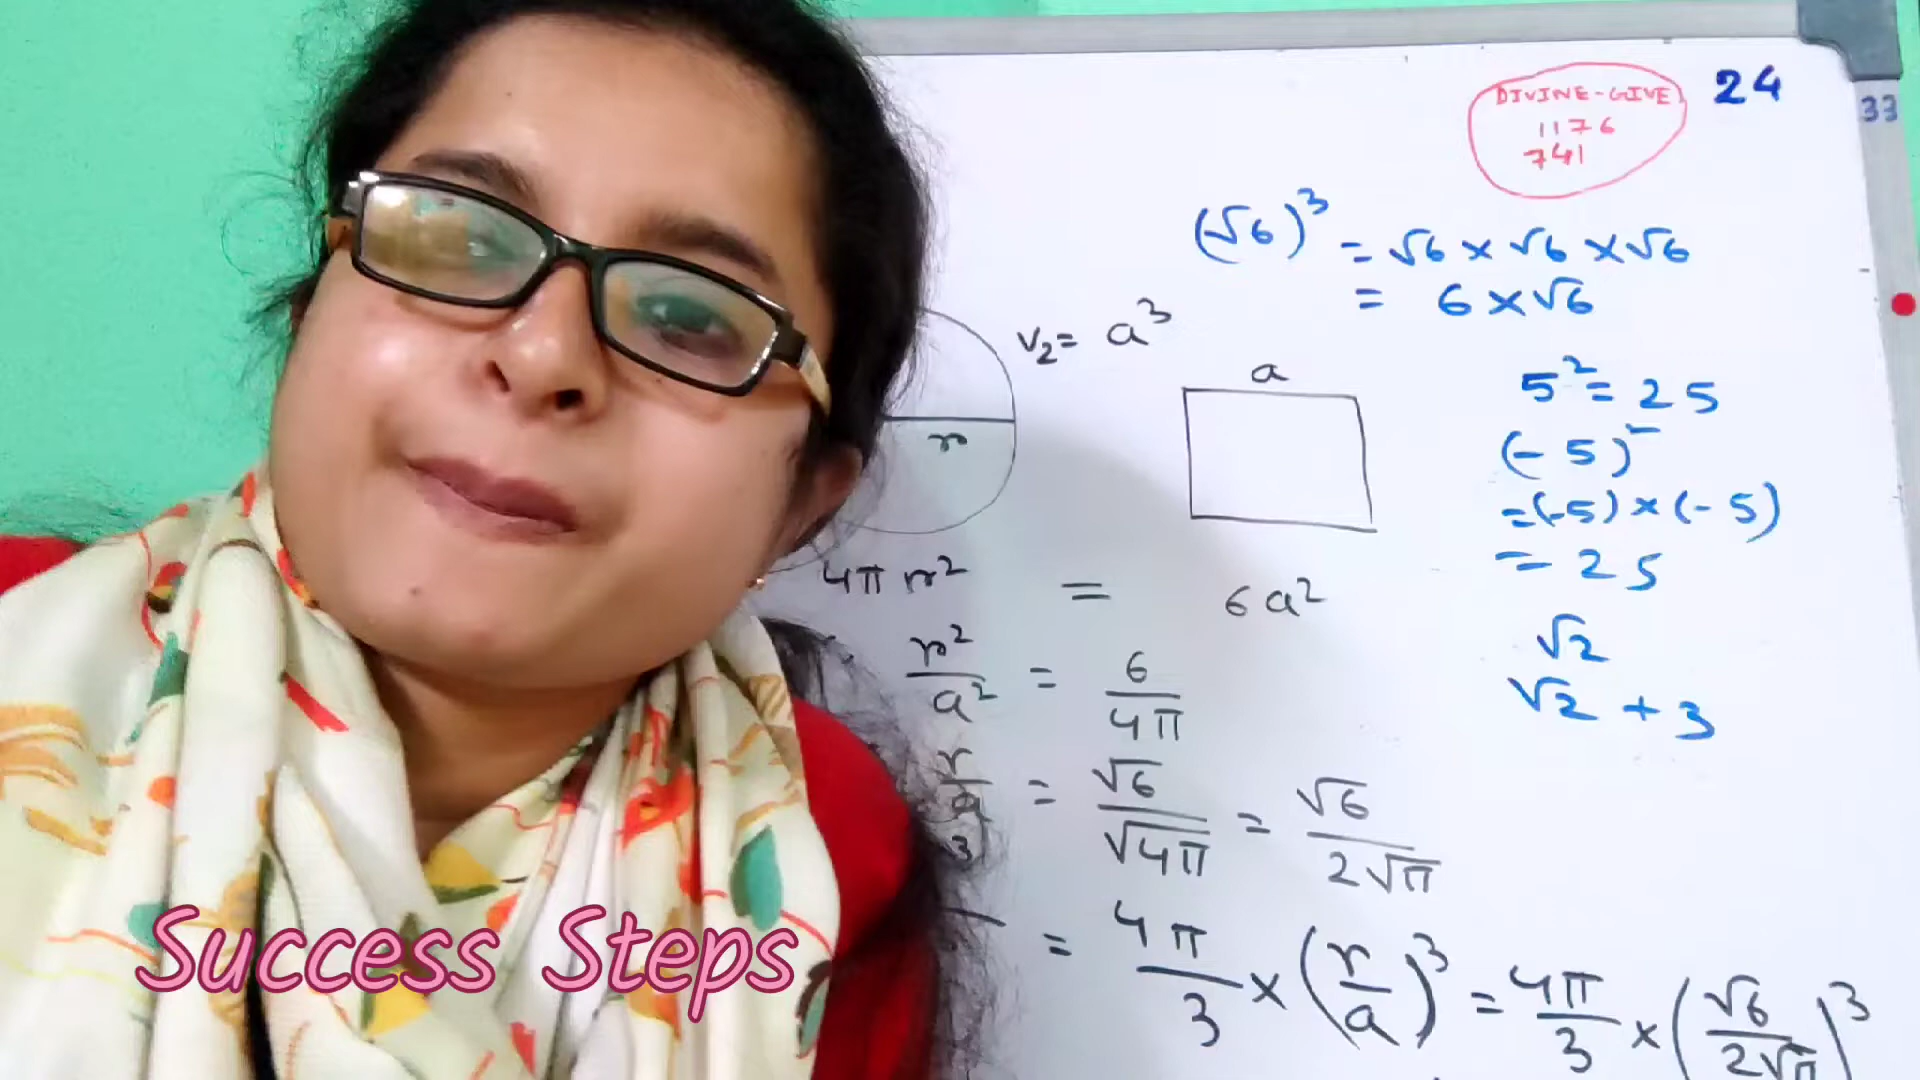 DIVINE-GIVE
1176
741
24
33
(√6)³ = √6 × √6 × √6
= 6 × √6
V₂ = a³
a
r
5² = 25
(-5)²
= (-5) × (-5)
= 25
√2
√2 + 3
4πr² = 6a²
r²/a² = 6/4π
r/a = √6/√4π = √6/2√π
3
= 4π/3 × (r/a)³ = 4π/3 × (√6/2√π)³
Success Steps